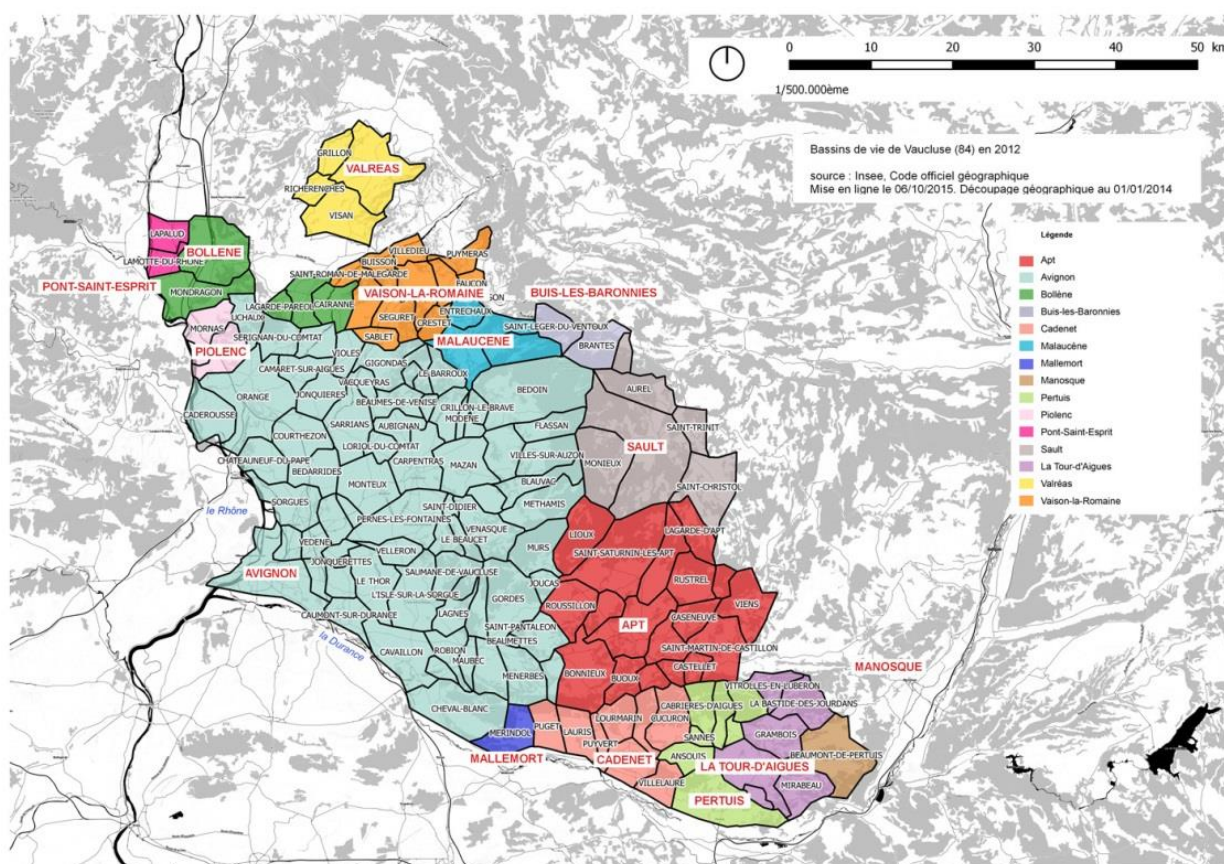 0 10 20 30 40 50 km
1/500.000ème
Bassins de vie de Vaucluse (84) en 2012
source : Insee, Code officiel géographique
Mise en ligne le 06/10/2015. Découpage géographique au 01/01/2014
Légende
Apt
Avignon
Bollène
Buis-les-Baronnies
Cadenet
Malaucène
Mallemort
Manosque
Pertuis
Piolenc
Pont-Saint-Esprit
Sault
La Tour-d'Aigues
Valréas
Vaison-la-Romaine
GRILLON
VALREAS
RICHERENCHES
VISAN
LAPALUD
BOLLENE
LAMOTTE-DU-RHONE
PONT-SAINT-ESPRIT
MONDRAGON
VILLEDIEU
BUISSON
PUYMERAS
SAINT-ROMAN-DE-MALEGARDE
FAUCON
VAISON-LA-ROMAINE
BUIS-LES-BARONNIES
LAGARDE-PAREOL
CAIRANNE
UCHAUX
SEGURET
CRESTET
ENTRECHAUX
MORNAS
SERIGNAN-DU-COMTAT
SABLET
MALAUCENE
SAINT-LEGER-DU-VENTOUX
BRANTES
PIOLENC
VIOLES
CAMARET-SUR-AIGUES
GIGONDAS
LE BARROUX
VACQUEYRAS
ORANGE
JONQUIERES
BEAUMES-DE-VENISE
BEDOIN
AUREL
CADEROUSSE
CRILLON-LE-BRAVE
MODENE
SARRIANS
AUBIGNAN
FLASSAN
SAINT-TRINIT
COURTHEZON
LORIOL-DU-COMTAT
SAULT
CHATEAUNEUF-DU-PAPE
CARPENTRAS
MAZAN
VILLES-SUR-AUZON
MONIEUX
BEDARRIDES
MONTEUX
BLAUVAC
SAINT-CHRISTOL
SORGUES
SAINT-DIDIER
METHAMIS
le Rhône
PERNES-LES-FONTAINES
VENASQUE
LE BEAUCET
LIOUX
LAGARDE-D'APT
VEDENE
VELLERON
MURS
SAINT-SATURNIN-LES-APT
JONQUERETTES
AVIGNON
LE THOR
SAUMANE-DE-VAUCLUSE
JOUCAS
RUSTREL
L'ISLE-SUR-LA-SORGUE
GORDES
ROUSSILLON
VIENS
CAUMONT-SUR-DURANCE
LAGNES
CASENEUVE
SAINT-PANTALEON
APT
la Durance
BEAUMETTES
CAVAILLON
ROBION
MAUBEC
SAINT-MARTIN-DE-CASTILLON
MENERBES
BONNIEUX
BUOUX
CASTELLET
MANOSQUE
VITROLLES-EN-LUBERON
CHEVAL-BLANC
CABRIERES-D'AIGUES
LA BASTIDE-DES-JOURDANS
MERINDOL
PUGET
LAURIS
LOURMARIN
CUCURON
SANNES
GRAMBOIS
PUYVERT
ANSOUIS
BEAUMONT-DE-PERTUIS
MALLEMORT
CADENET
LA TOUR-D'AIGUES
VILLELAURE
MIRABEAU
PERTUIS